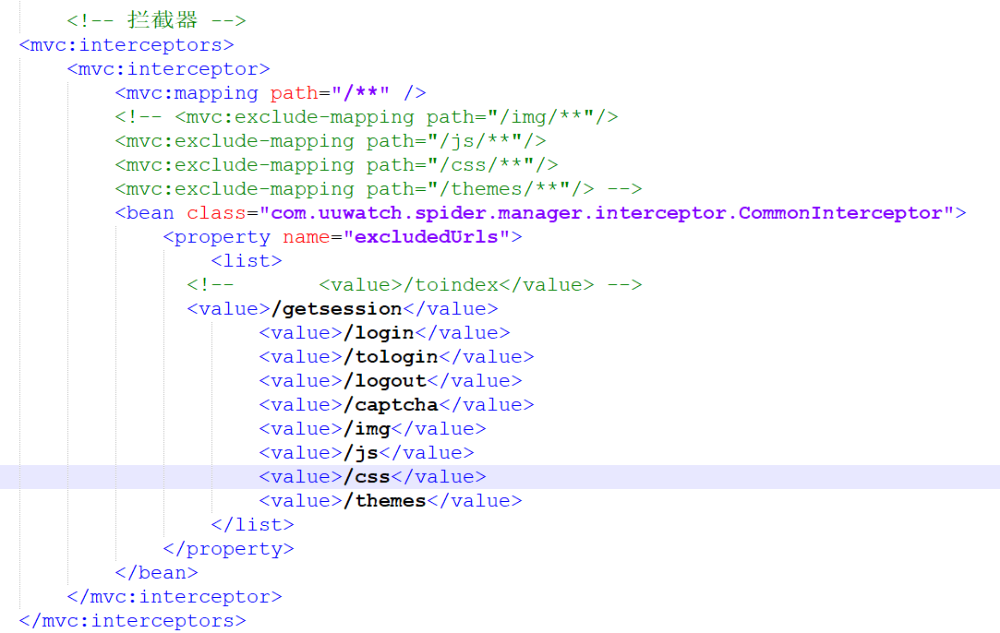 <!-- 拦截器 -->
<mvc:interceptors>
<mvc:interceptor>
<mvc:mapping path="/**" />
<!-- <mvc:exclude-mapping path="/img/**"/>
<mvc:exclude-mapping path="/js/**"/>
<mvc:exclude-mapping path="/css/**"/>
<mvc:exclude-mapping path="/themes/**"/> -->
<bean class="com.uuwatch.spider.manager.interceptor.CommonInterceptor">
<property name="excludedUrls">
<list>
<!-- <value>/toindex</value> -->
<value>/getsession</value>
<value>/login</value>
<value>/tologin</value>
<value>/logout</value>
<value>/captcha</value>
<value>/img</value>
<value>/js</value>
<value>/css</value>
<value>/themes</value>
</list>
</property>
</bean>
</mvc:interceptor>
</mvc:interceptors>